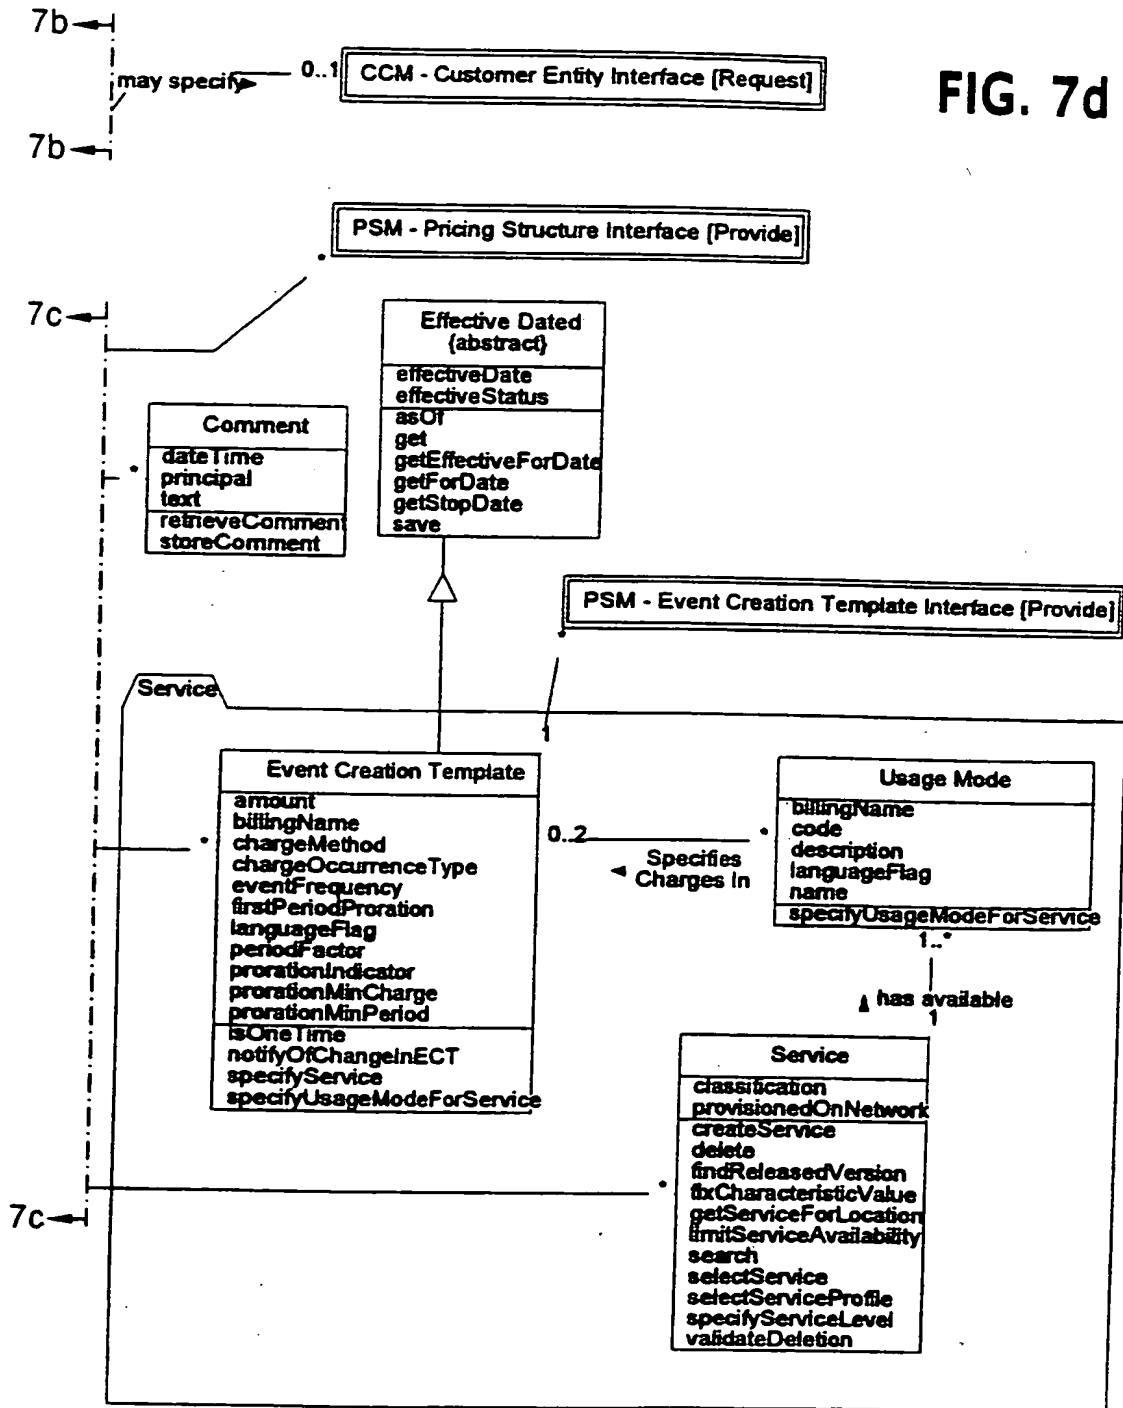 7b
may specify
0..1
CCM - Customer Entity Interface [Request]
FIG. 7d
7b
PSM - Pricing Structure Interface [Provide]
*
7c
Effective Dated
{abstract}
effectiveDate
effectiveStatus
asOf
get
getEffectiveForDate
getForDate
getStopDate
save
Comment
*
dateTime
principal
text
retrieveComment
storeComment
PSM - Event Creation Template Interface [Provide]
*
Service
1
Event Creation Template
*
amount
billingName
chargeMethod
chargeOccurrenceType
eventFrequency
firstPeriodProration
languageFlag
periodFactor
prorationIndicator
prorationMinCharge
prorationMinPeriod
isOneTime
notifyOfChangeInECT
specifyService
specifyUsageModeForService
0..2
*
Specifies
Charges In
Usage Mode
billingName
code
description
languageFlag
name
specifyUsageModeForService
1..*
has available
1
Service
classification
provisionedOnNetwork
createService
delete
findReleasedVersion
fixCharacteristicValue
getServiceForLocation
limitServiceAvailability
search
selectService
selectServiceProfile
specifyServiceLevel
validateDeletion
*
7c